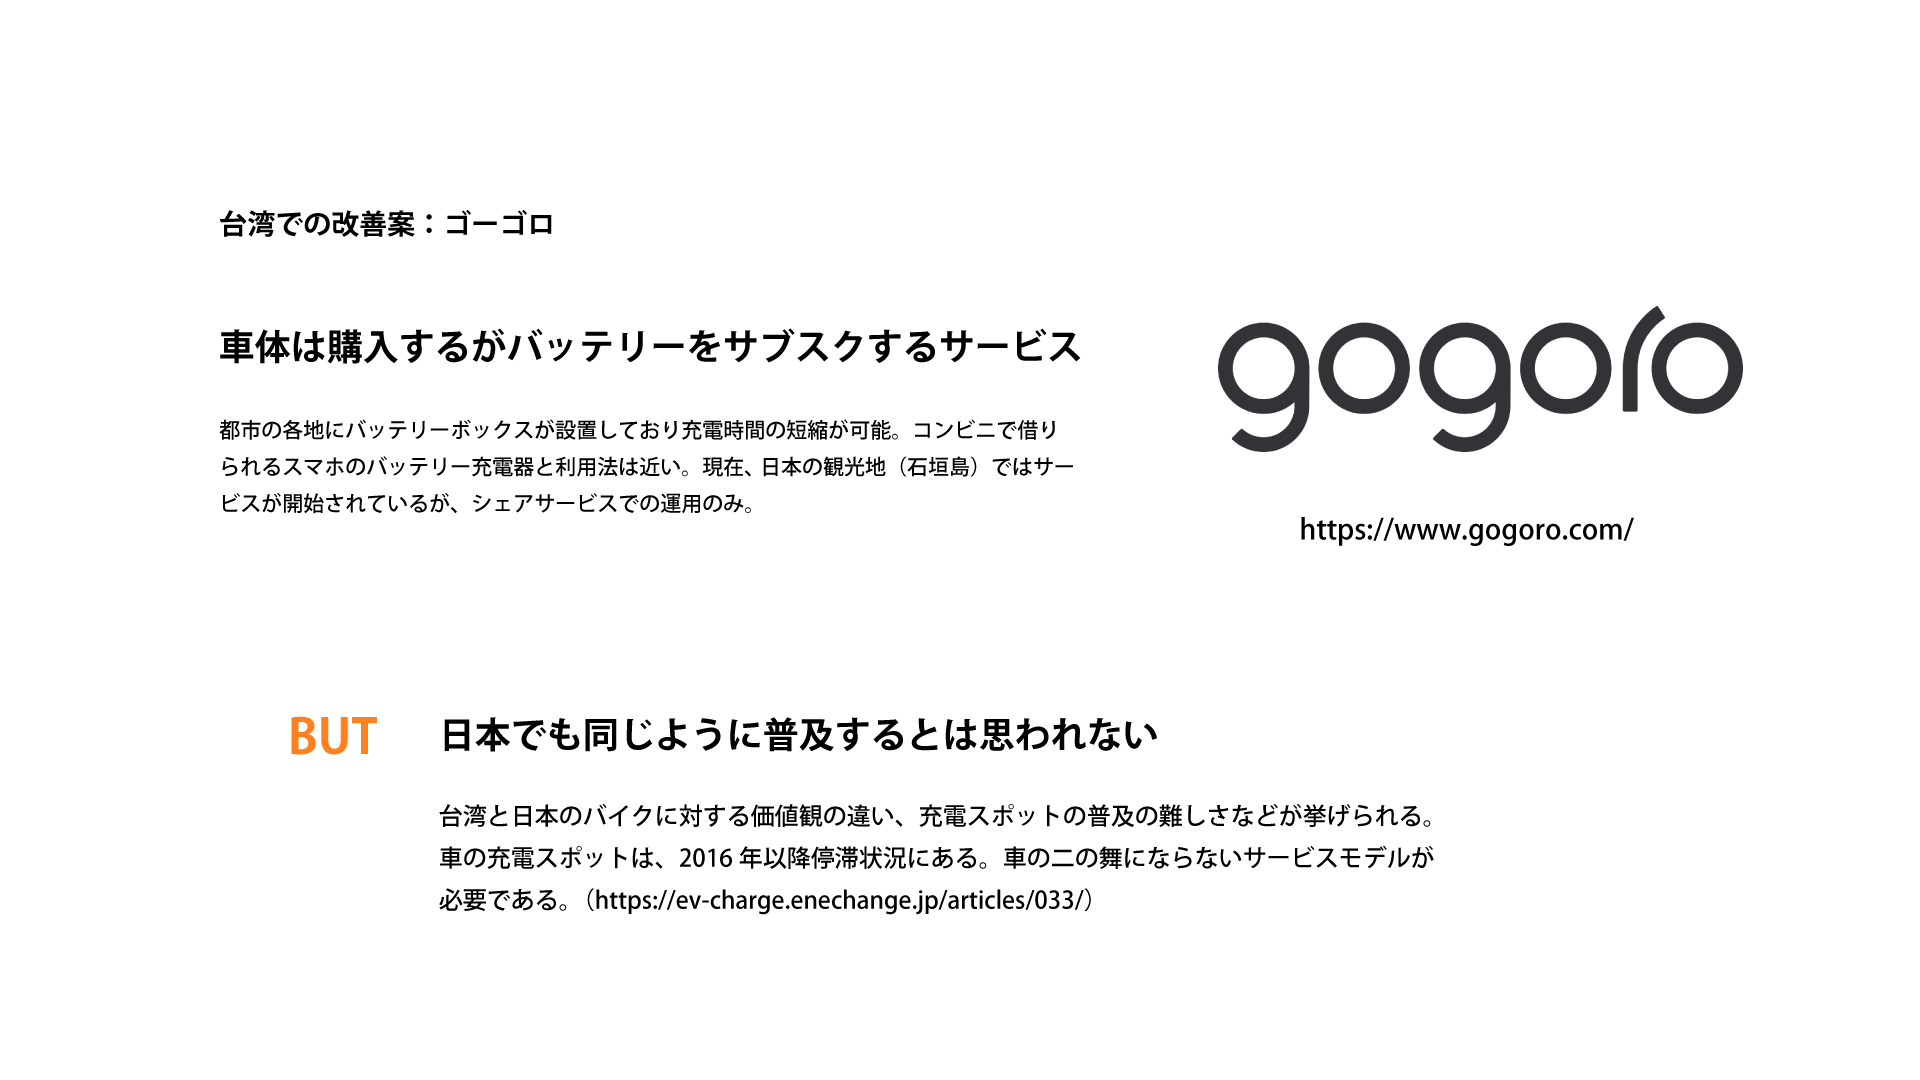 台湾での改善案：ゴーゴロ
車体は購入するがバッテリーをサブスクするサービス
都市の各地にバッテリーボックスが設置しており充電時間の短縮が可能。コンビニで借り
られるスマホのバッテリー充電器と利用法は近い。現在、日本の観光地（石垣島）ではサー
ビスが開始されているが、シェアサービスでの運用のみ。
gogoro
https://www.gogoro.com/
BUT
日本でも同じように普及するとは思われない
台湾と日本のバイクに対する価値観の違い、充電スポットの普及の難しさなどが挙げられる。
車の充電スポットは、2016 年以降停滞状況にある。車の二の舞にならないサービスモデルが
必要である。（https://ev-charge.enechange.jp/articles/033/）